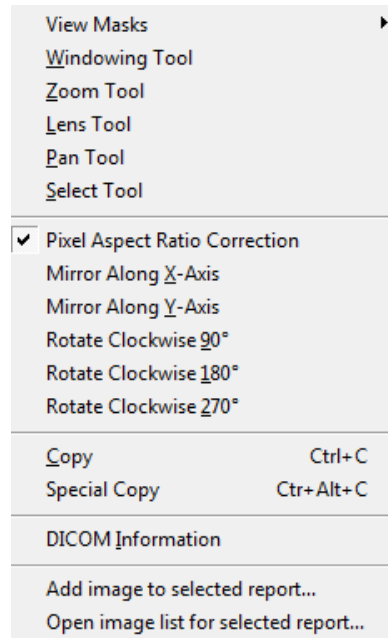 View Masks
Windowing Tool
Zoom Tool
Lens Tool
Pan Tool
Select Tool
Pixel Aspect Ratio Correction
Mirror Along X-Axis
Mirror Along Y-Axis
Rotate Clockwise 90°
Rotate Clockwise 180°
Rotate Clockwise 270°
Copy Ctrl+C
Special Copy Ctr+Alt+C
DICOM Information
Add image to selected report...
Open image list for selected report...